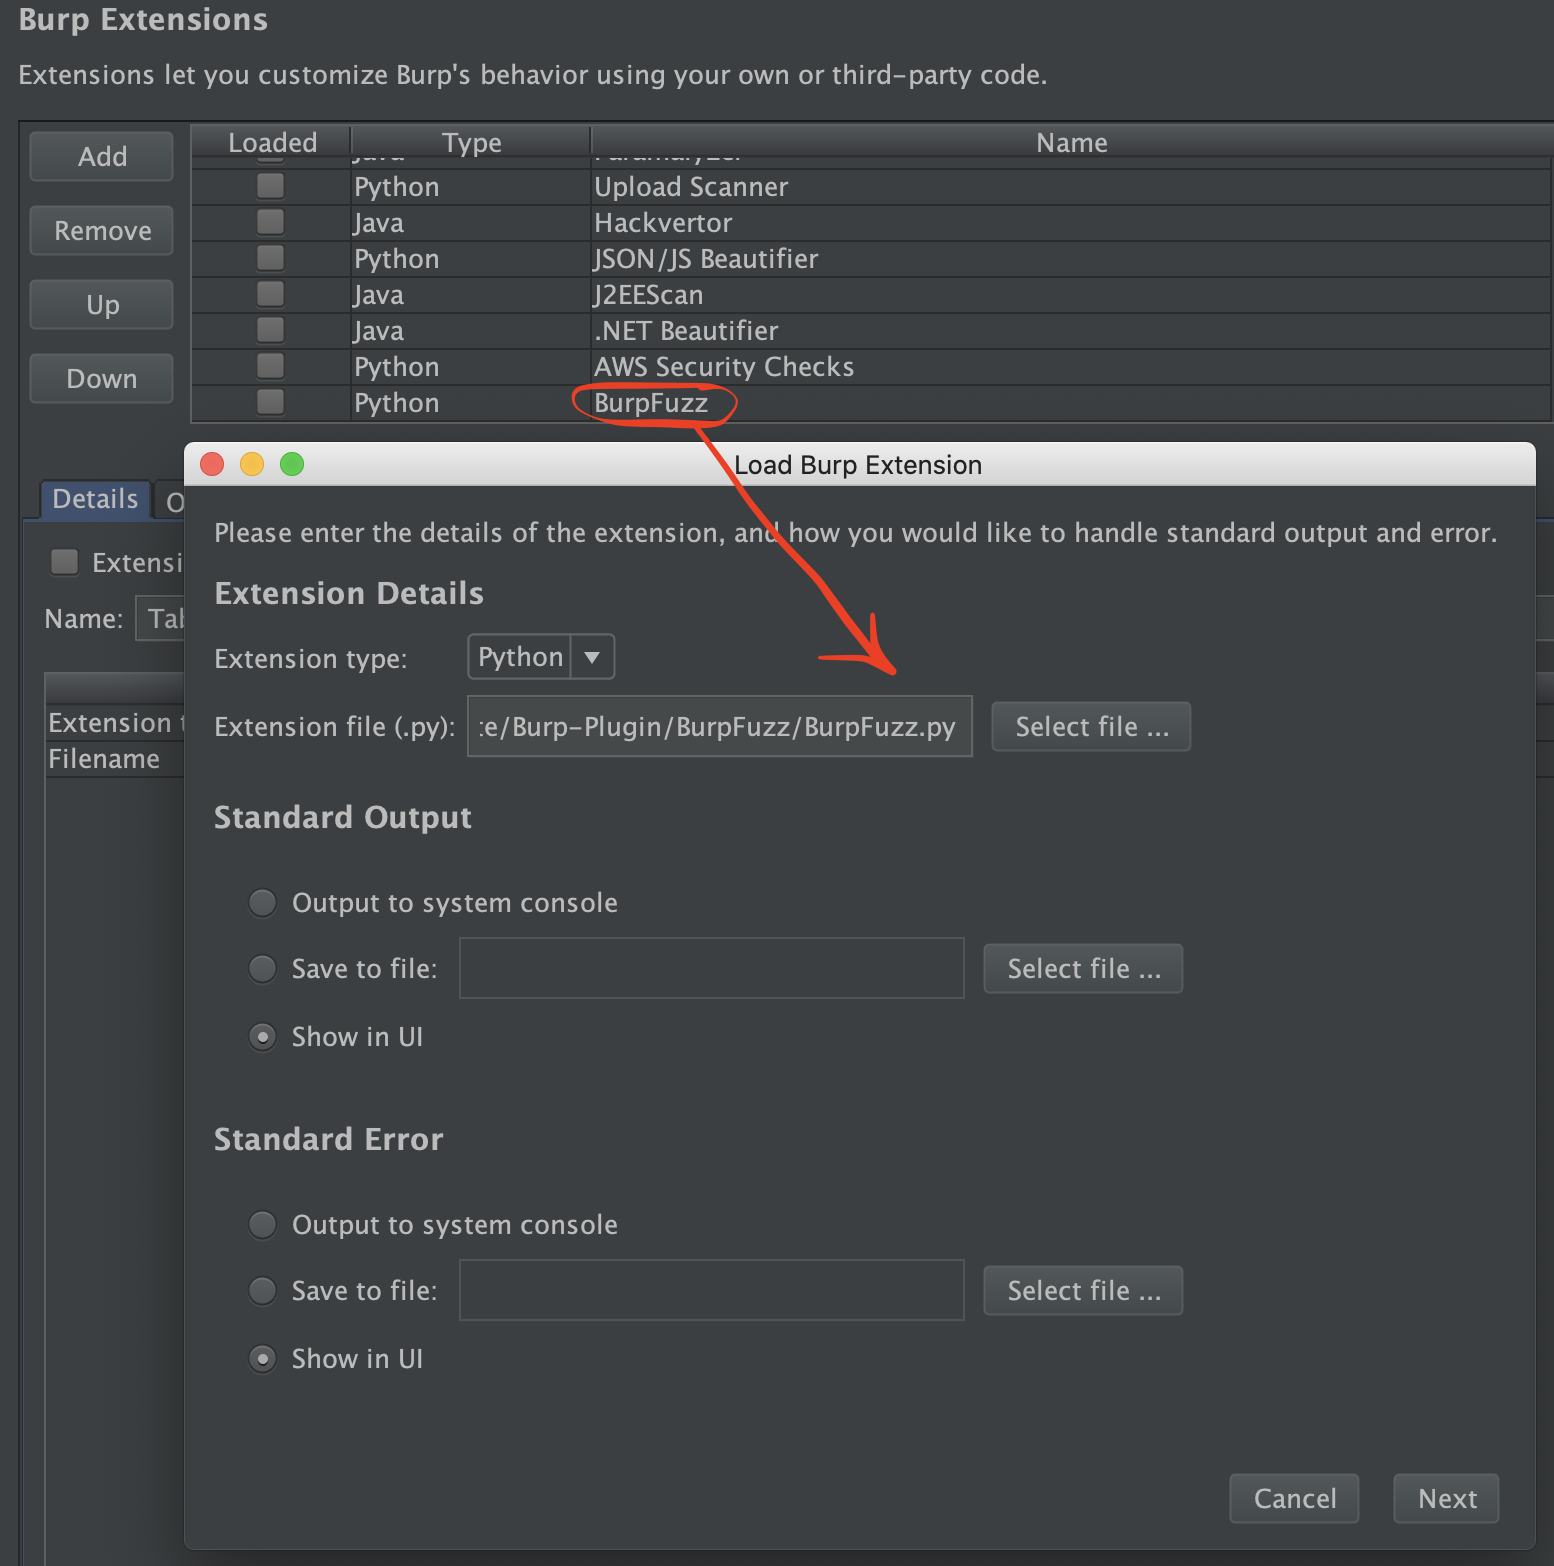 Burp Extensions
Extensions let you customize Burp's behavior using your own or third-party code.
Add
Remove
Up
Down
Loaded Type Name
Java
Python Upload Scanner
Java Hackvertor
Python JSON/JS Beautifier
Java J2EEScan
Java .NET Beautifier
Python AWS Security Checks
Python BurpFuzz
Details O
Extensi
Name: Tab
Extension t
Filename
Load Burp Extension
Please enter the details of the extension, and how you would like to handle standard output and error.
Extension Details
Extension type: Python
Extension file (.py): :e/Burp-Plugin/BurpFuzz/BurpFuzz.py Select file ...
Standard Output
Output to system console
Save to file: Select file ...
Show in UI
Standard Error
Output to system console
Save to file: Select file ...
Show in UI
Cancel Next